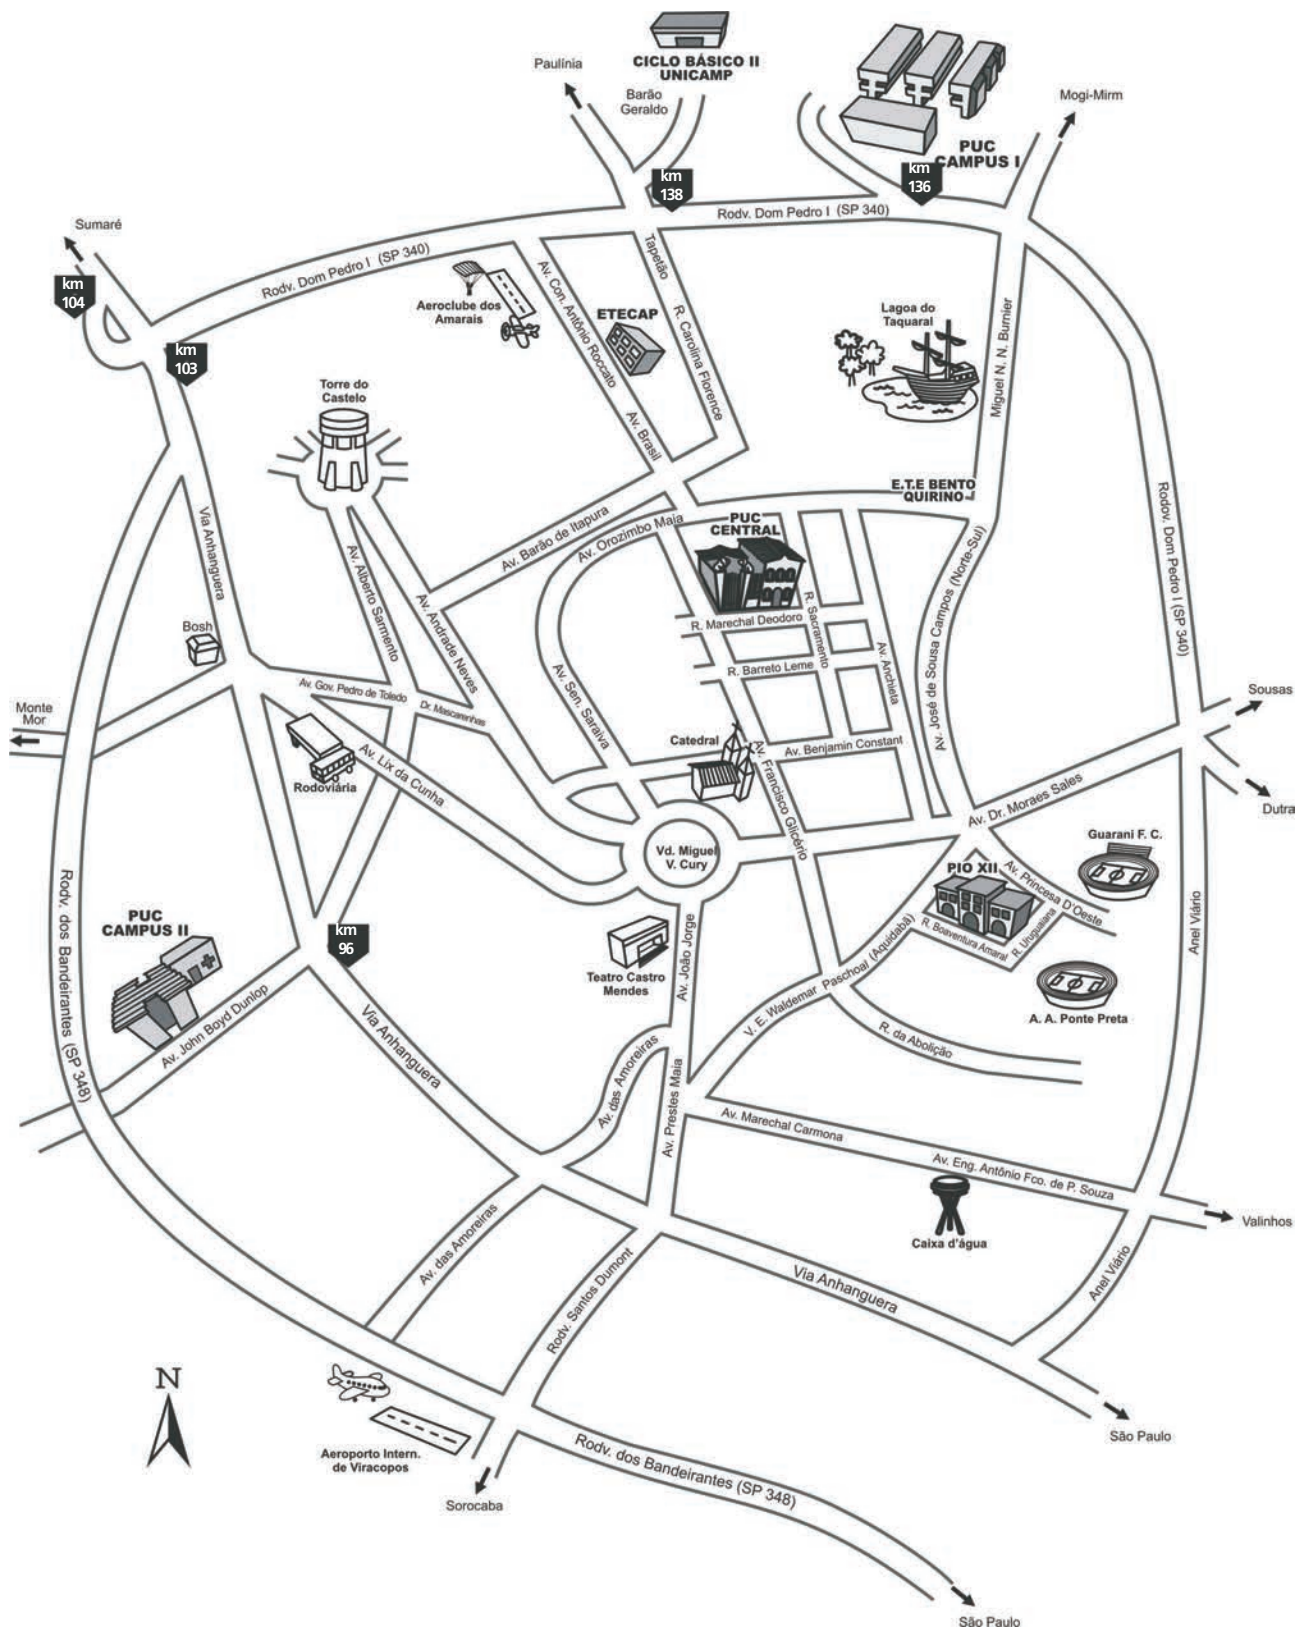 CICLO BÁSICO II
UNICAMP
Paulínia
Barão
Geraldo
Mogi-Mirm
PUC
CAMPUS I
km
138
km
136
Rodv. Dom Pedro I (SP 340)
Sumaré
km
104
Rodv. Dom Pedro I (SP 340)
Tapetão
Av. Con. Antônio Roccato
Aeroclube dos
Amarais
ETECAP
R. Carolina Florence
Lagoa do
Taquaral
Miguel N. N. Burnier
km
103
Torre do
Castelo
Av. Brasil
E.T.E BENTO
QUIRINO
Rodov. Dom Pedro I (SP 340)
Via Anhanguera
Av. Barão de Itapura
Av. Orozimbo Maia
PUC
CENTRAL
Av. Alberto Sarmento
Av. Andrade Neves
R. Marechal Deodoro
R. Sacramento
Av. José de Sousa Campos (Norte-Sul)
Bosh
R. Barreto Leme
Av. Anchieta
Av. Gov. Pedro de Toledo
Dr. Mascarenhas
Av. Sen. Saraiva
Monte
Mor
Sousas
Catedral
Av. Benjamin Constant
Av. Lix da Cunha
Rodoviária
Av. Francisco Glicério
Av. Dr. Moraes Sales
Dutra
Guarani F. C.
Vd. Miguel
V. Cury
PIO XII
Av. Princesa D'Oeste
Rodv. dos Bandeirantes (SP 348)
PUC
CAMPUS II
km
96
R. Boaventura Amaral
R. Uruguaiana
Anel Viário
Teatro Castro
Mendes
Av. João Jorge
V. E. Waldemar Paschoal (Aquidabã)
A. A. Ponte Preta
Av. John Boyd Dunlop
Via Anhanguera
R. da Abolição
Av. das Amoreiras
Av. Prestes Maia
Av. Marechal Carmona
Av. Eng. Antônio Fco. de P. Souza
Valinhos
Caixa d'água
Av. das Amoreiras
Rodv. Santos Dumont
Via Anhanguera
Anel Viário
N
São Paulo
Aeroporto Intern.
de Viracopos
Rodv. dos Bandeirantes (SP 348)
Sorocaba
São Paulo